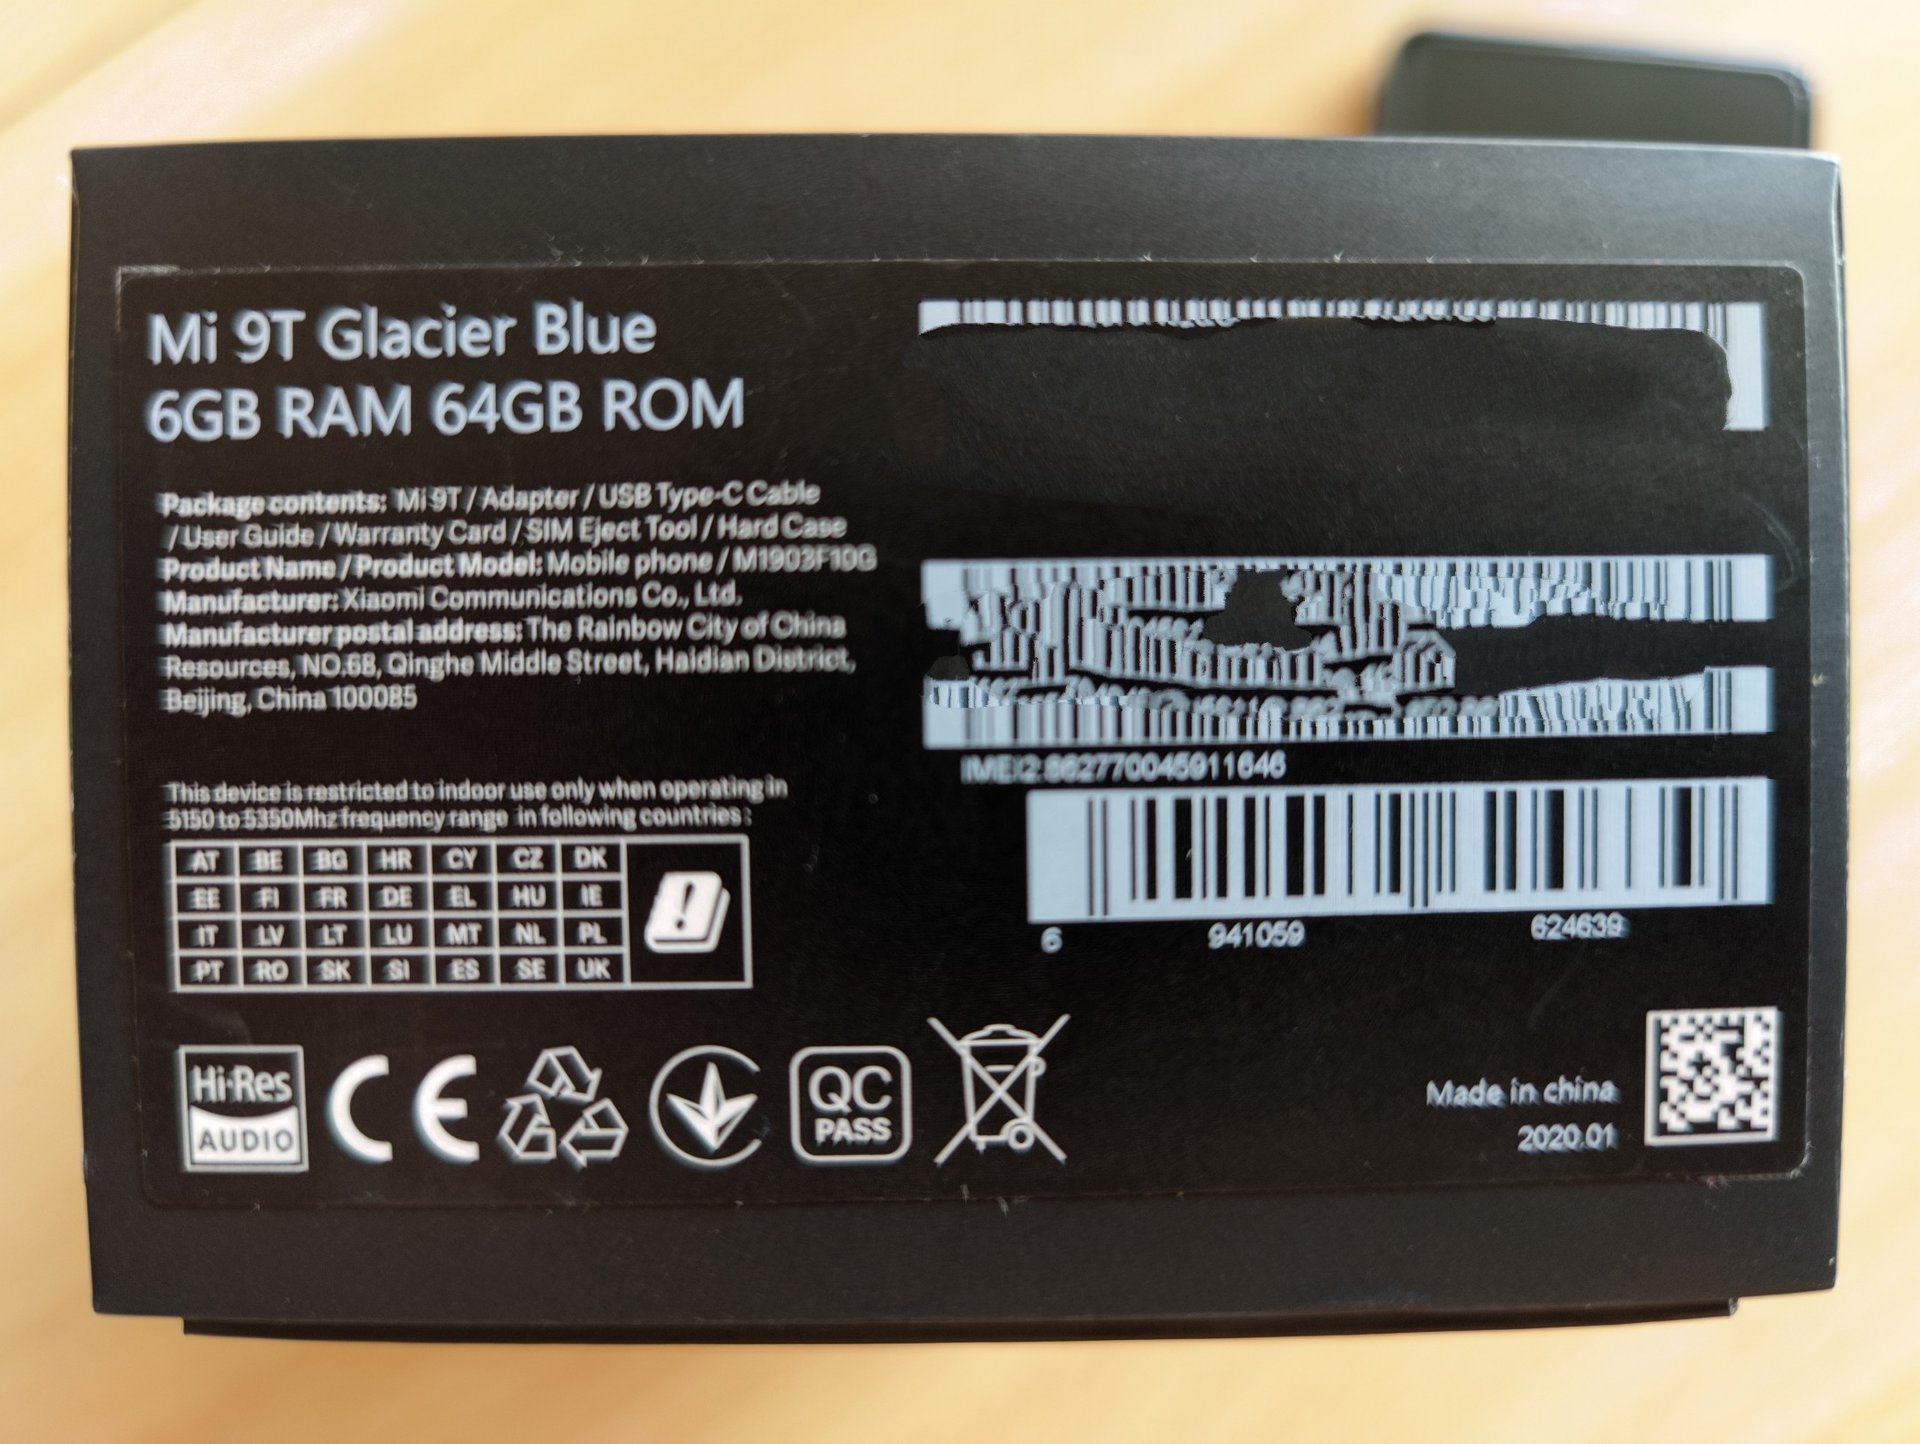 Mi 9T Glacier Blue
6GB RAM 64GB ROM
Package contents: Mi 9T / Adapter / USB Type-C Cable
/ User Guide / Warranty Card / SIM Eject Tool / Hard Case
Product Name / Product Model: Mobile phone / M1903F10G
Manufacturer: Xiaomi Communications Co., Ltd.
Manufacturer postal address: The Rainbow City of China
Resources, NO.68, Qinghe Middle Street, Haidian District,
Beijing, China 100085
This device is restricted to indoor use only when operating in
5150 to 5350Mhz frequency range in following countries:
AT BE BG HR CY CZ DK
EE FI FR DE EL HU IE
IT LV LT LU MT NL PL
PT RO SK SI ES SE UK
IMEI2:862770045911646
6 941059 624639
Hi-Res
AUDIO
CE
QC
PASS
Made in china
2020.01